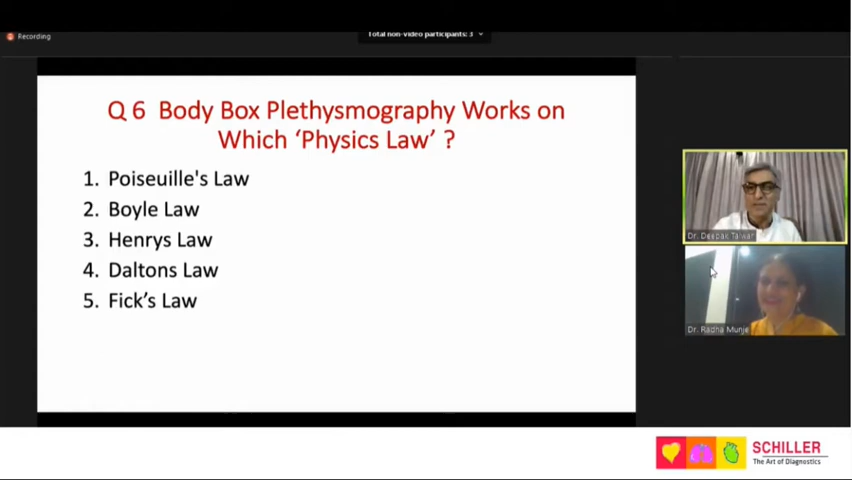 Recording
Total non-video participants: 3
Q 6 Body Box Plethysmography Works on
Which ‘Physics Law’ ?
1. Poiseuille's Law
2. Boyle Law
3. Henrys Law
4. Daltons Law
5. Fick’s Law
Dr. Deepak Talwar
Dr. Radha Munje
SCHILLER
The Art of Diagnostics